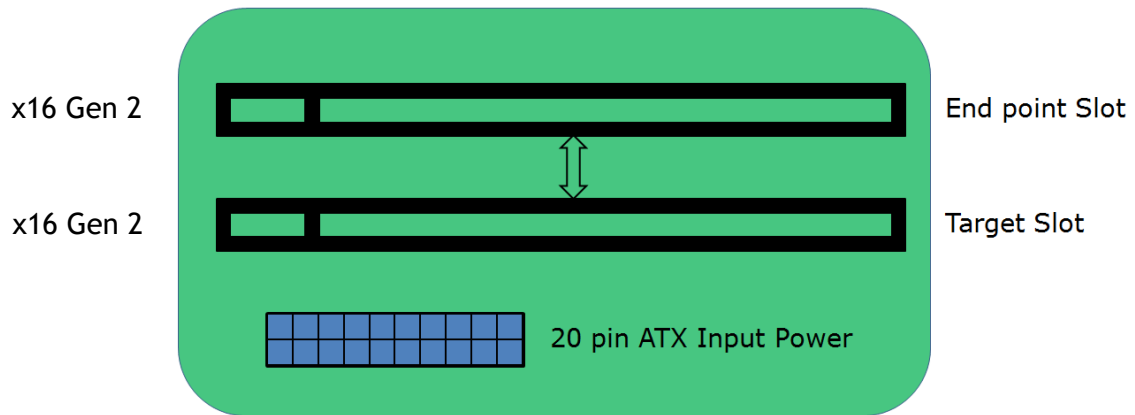 x16 Gen 2
End point Slot
x16 Gen 2
Target Slot
20 pin ATX Input Power